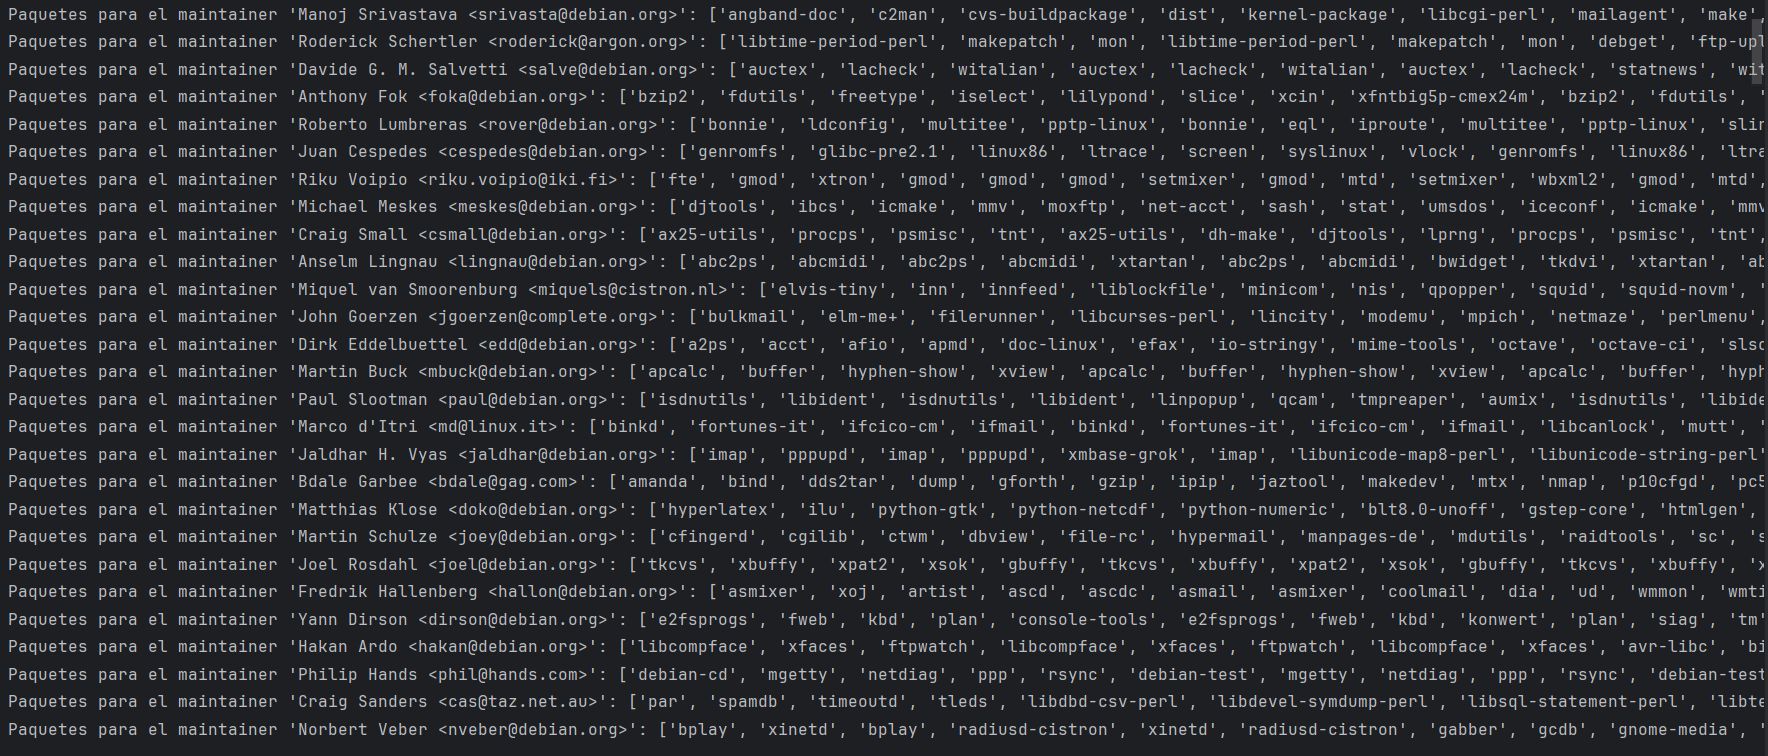 Paquetes para el maintainer 'Manoj Srivastava <srivasta@debian.org>': ['angband-doc', 'c2man', 'cvs-buildpackage', 'dist', 'kernel-package', 'libcgi-perl', 'mailagent', 'make',
Paquetes para el maintainer 'Roderick Schertler <roderick@argon.org>': ['libtime-period-perl', 'makepatch', 'mon', 'libtime-period-perl', 'makepatch', 'mon', 'debget', 'ftp-upl
Paquetes para el maintainer 'Davide G. M. Salvetti <salve@debian.org>': ['auctex', 'lacheck', 'witalian', 'auctex', 'lacheck', 'witalian', 'auctex', 'lacheck', 'statnews', 'wit
Paquetes para el maintainer 'Anthony Fok <foka@debian.org>': ['bzip2', 'fdutils', 'freetype', 'iselect', 'lilypond', 'slice', 'xcin', 'xfntbig5p-cmex24m', 'bzip2', 'fdutils', '
Paquetes para el maintainer 'Roberto Lumbreras <rover@debian.org>': ['bonnie', 'ldconfig', 'multitee', 'pptp-linux', 'bonnie', 'eql', 'iproute', 'multitee', 'pptp-linux', 'slir
Paquetes para el maintainer 'Juan Cespedes <cespedes@debian.org>': ['genromfs', 'glibc-pre2.1', 'linux86', 'ltrace', 'screen', 'syslinux', 'vlock', 'genromfs', 'linux86', 'ltra
Paquetes para el maintainer 'Riku Voipio <riku.voipio@iki.fi>': ['fte', 'gmod', 'xtron', 'gmod', 'gmod', 'gmod', 'setmixer', 'gmod', 'mtd', 'setmixer', 'wbxml2', 'gmod', 'mtd',
Paquetes para el maintainer 'Michael Meskes <meskes@debian.org>': ['djtools', 'ibcs', 'icmake', 'mmv', 'moxftp', 'net-acct', 'sash', 'stat', 'umsdos', 'iceconf', 'icmake', 'mmv
Paquetes para el maintainer 'Craig Small <csmall@debian.org>': ['ax25-utils', 'procps', 'psmisc', 'tnt', 'ax25-utils', 'dh-make', 'djtools', 'lprng', 'procps', 'psmisc', 'tnt',
Paquetes para el maintainer 'Anselm Lingnau <lingnau@debian.org>': ['abc2ps', 'abcmidi', 'abc2ps', 'abcmidi', 'xtartan', 'abc2ps', 'abcmidi', 'bwidget', 'tkdvi', 'xtartan', 'ab
Paquetes para el maintainer 'Miquel van Smoorenburg <miquels@cistron.nl>': ['elvis-tiny', 'inn', 'innfeed', 'liblockfile', 'minicom', 'nis', 'qpopper', 'squid', 'squid-novm', '
Paquetes para el maintainer 'John Goerzen <jgoerzen@complete.org>': ['bulkmail', 'elm-me+', 'filerunner', 'libcurses-perl', 'lincity', 'modemu', 'mpich', 'netmaze', 'perlmenu',
Paquetes para el maintainer 'Dirk Eddelbuettel <edd@debian.org>': ['a2ps', 'acct', 'afio', 'apmd', 'doc-linux', 'efax', 'io-stringy', 'mime-tools', 'octave', 'octave-ci', 'slsc
Paquetes para el maintainer 'Martin Buck <mbuck@debian.org>': ['apcalc', 'buffer', 'hyphen-show', 'xview', 'apcalc', 'buffer', 'hyphen-show', 'xview', 'apcalc', 'buffer', 'hyph
Paquetes para el maintainer 'Paul Slootman <paul@debian.org>': ['isdnutils', 'libident', 'isdnutils', 'libident', 'linpopup', 'qcam', 'tmpreaper', 'aumix', 'isdnutils', 'libide
Paquetes para el maintainer 'Marco d'Itri <md@linux.it>': ['binkd', 'fortunes-it', 'ifcico-cm', 'ifmail', 'binkd', 'fortunes-it', 'ifcico-cm', 'ifmail', 'libcanlock', 'mutt', '
Paquetes para el maintainer 'Jaldhar H. Vyas <jaldhar@debian.org>': ['imap', 'pppupd', 'imap', 'pppupd', 'xmbase-grok', 'imap', 'libunicode-map8-perl', 'libunicode-string-perl'
Paquetes para el maintainer 'Bdale Garbee <bdale@gag.com>': ['amanda', 'bind', 'dds2tar', 'dump', 'gforth', 'gzip', 'ipip', 'jaztool', 'makedev', 'mtx', 'nmap', 'p10cfgd', 'pc5
Paquetes para el maintainer 'Matthias Klose <doko@debian.org>': ['hyperlatex', 'ilu', 'python-gtk', 'python-netcdf', 'python-numeric', 'blt8.0-unoff', 'gstep-core', 'htmlgen',
Paquetes para el maintainer 'Martin Schulze <joey@debian.org>': ['cfingerd', 'cgilib', 'ctwm', 'dbview', 'file-rc', 'hypermail', 'manpages-de', 'mdutils', 'raidtools', 'sc', 's
Paquetes para el maintainer 'Joel Rosdahl <joel@debian.org>': ['tkcvs', 'xbuffy', 'xpat2', 'xsok', 'gbuffy', 'tkcvs', 'xbuffy', 'xpat2', 'xsok', 'gbuffy', 'tkcvs', 'xbuffy', 'x
Paquetes para el maintainer 'Fredrik Hallenberg <hallon@debian.org>': ['asmixer', 'xoj', 'artist', 'ascd', 'ascdc', 'asmail', 'asmixer', 'coolmail', 'dia', 'ud', 'wmmon', 'wmti
Paquetes para el maintainer 'Yann Dirson <dirson@debian.org>': ['e2fsprogs', 'fweb', 'kbd', 'plan', 'console-tools', 'e2fsprogs', 'fweb', 'kbd', 'konwert', 'plan', 'siag', 'tm'
Paquetes para el maintainer 'Hakan Ardo <hakan@debian.org>': ['libcompface', 'xfaces', 'ftpwatch', 'libcompface', 'xfaces', 'ftpwatch', 'libcompface', 'xfaces', 'avr-libc', 'bi
Paquetes para el maintainer 'Philip Hands <phil@hands.com>': ['debian-cd', 'mgetty', 'netdiag', 'ppp', 'rsync', 'debian-test', 'mgetty', 'netdiag', 'ppp', 'rsync', 'debian-test
Paquetes para el maintainer 'Craig Sanders <cas@taz.net.au>': ['par', 'spamdb', 'timeoutd', 'tleds', 'libdbd-csv-perl', 'libdevel-symdump-perl', 'libsql-statement-perl', 'libte
Paquetes para el maintainer 'Norbert Veber <nveber@debian.org>': ['bplay', 'xinetd', 'bplay', 'radiusd-cistron', 'xinetd', 'radiusd-cistron', 'gabber', 'gcdb', 'gnome-media', '